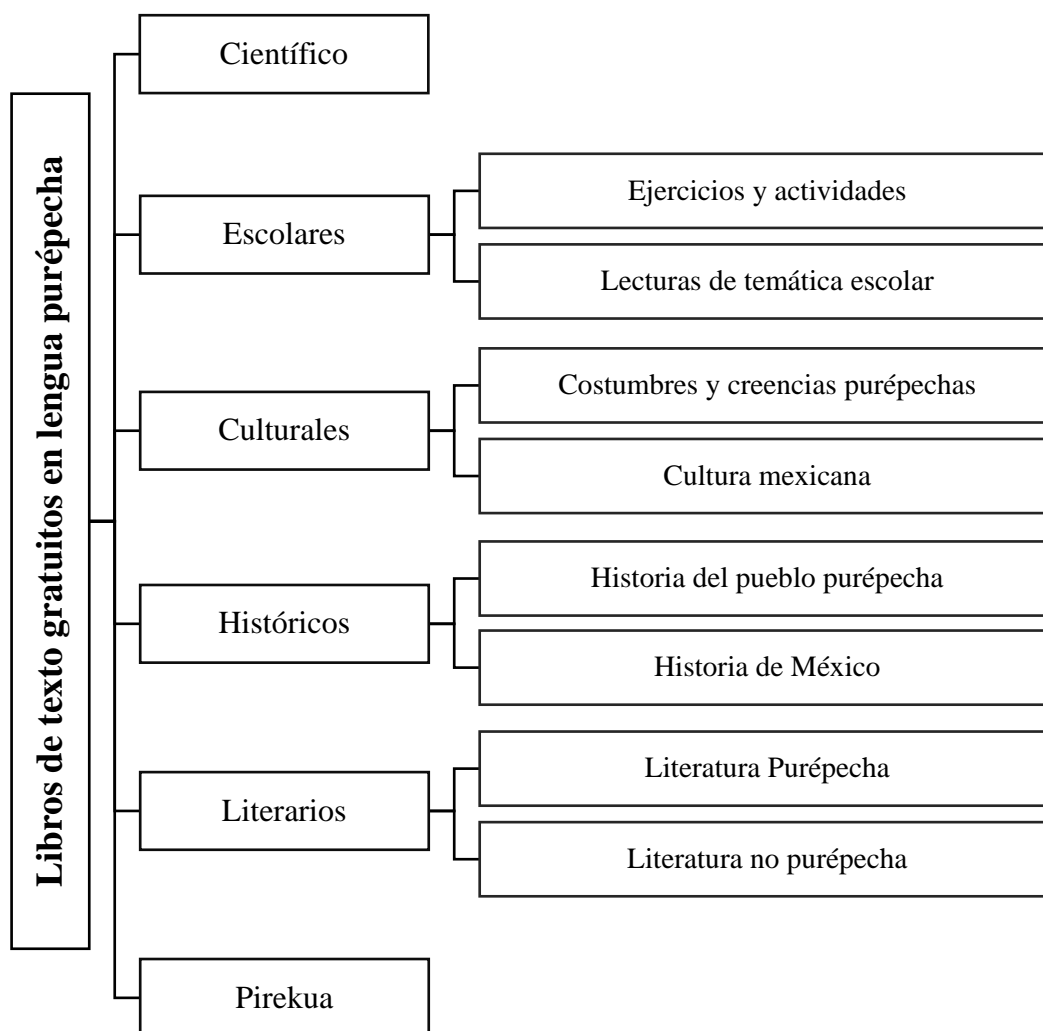 Libros de texto gratuitos en lengua purépecha
Científico
Escolares
Ejercicios y actividades
Lecturas de temática escolar
Culturales
Costumbres y creencias purépechas
Cultura mexicana
Históricos
Historia del pueblo purépecha
Historia de México
Literarios
Literatura Purépecha
Literatura no purépecha
Pirekua